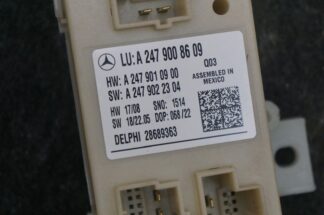 LU: A 247 900 86 09
HW: A 247 901 09 00 Q03
SW: A 247 902 23 04 ASSEMBLED IN
MEXICO
HW 17/08 SNO: 1514
SW 18/22.05 DOP: 068/22
DELPHI 28689363